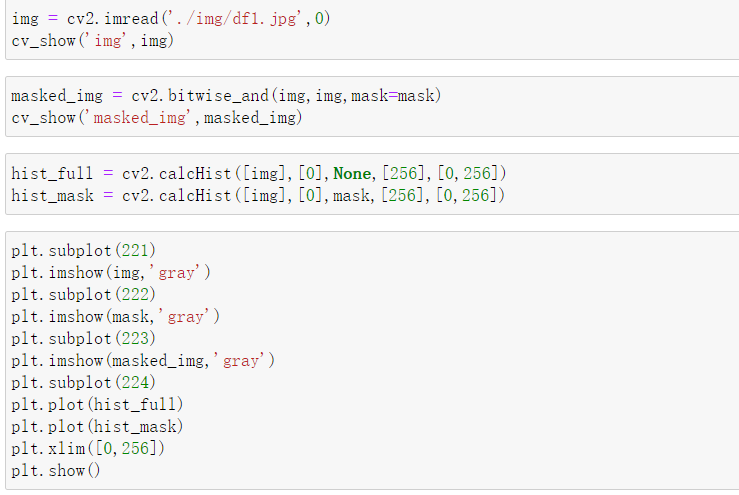 img = cv2.imread('./img/df1.jpg',0)
cv_show('img',img)
masked_img = cv2.bitwise_and(img,img,mask=mask)
cv_show('masked_img',masked_img)
hist_full = cv2.calcHist([img],[0],None,[256],[0,256])
hist_mask = cv2.calcHist([img],[0],mask,[256],[0,256])
plt.subplot(221)
plt.imshow(img,'gray')
plt.subplot(222)
plt.imshow(mask,'gray')
plt.subplot(223)
plt.imshow(masked_img,'gray')
plt.subplot(224)
plt.plot(hist_full)
plt.plot(hist_mask)
plt.xlim([0,256])
plt.show()